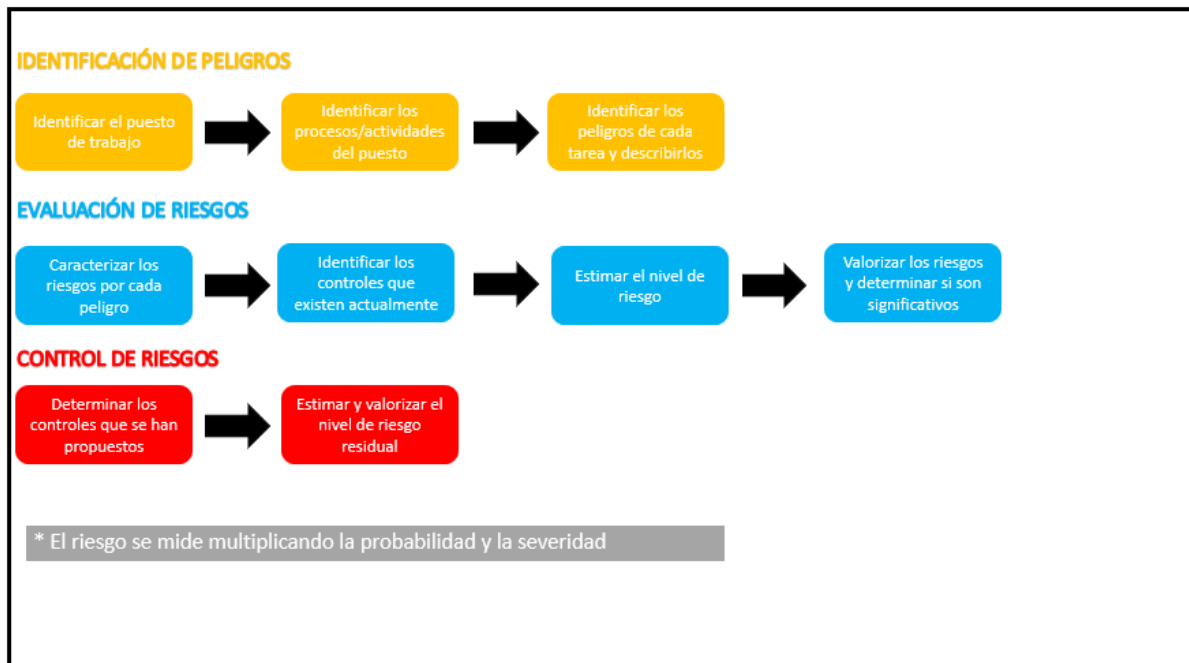 IDENTIFICACIÓN DE PELIGROS
Identificar el puesto
de trabajo
Identificar los
procesos/actividades
del puesto
Identificar los
peligros de cada
tarea y describirlos
EVALUACIÓN DE RIESGOS
Caracterizar los
riesgos por cada
peligro
Identificar los
controles que
existen actualmente
Estimar el nivel de
riesgo
Valorizar los riesgos
y determinar si son
significativos
CONTROL DE RIESGOS
Determinar los
controles que se han
propuestos
Estimar y valorizar el
nivel de riesgo
residual
* El riesgo se mide multiplicando la probabilidad y la severidad